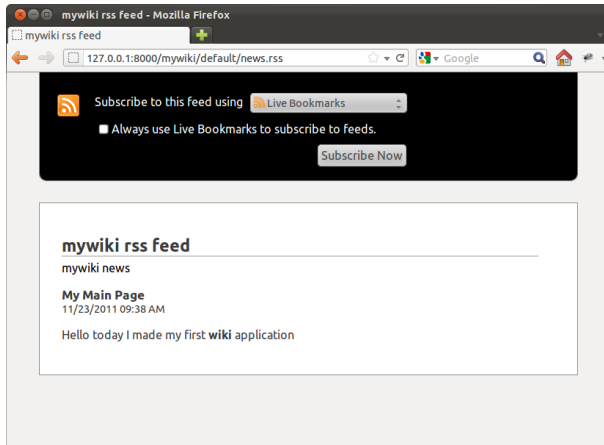 mywiki rss feed - Mozilla Firefox
mywiki rss feed
127.0.0.1:8000/mywiki/default/news.rss
Google
Subscribe to this feed using Live Bookmarks
Always use Live Bookmarks to subscribe to feeds.
Subscribe Now
mywiki rss feed
mywiki news
My Main Page
11/23/2011 09:38 AM
Hello today I made my first wiki application